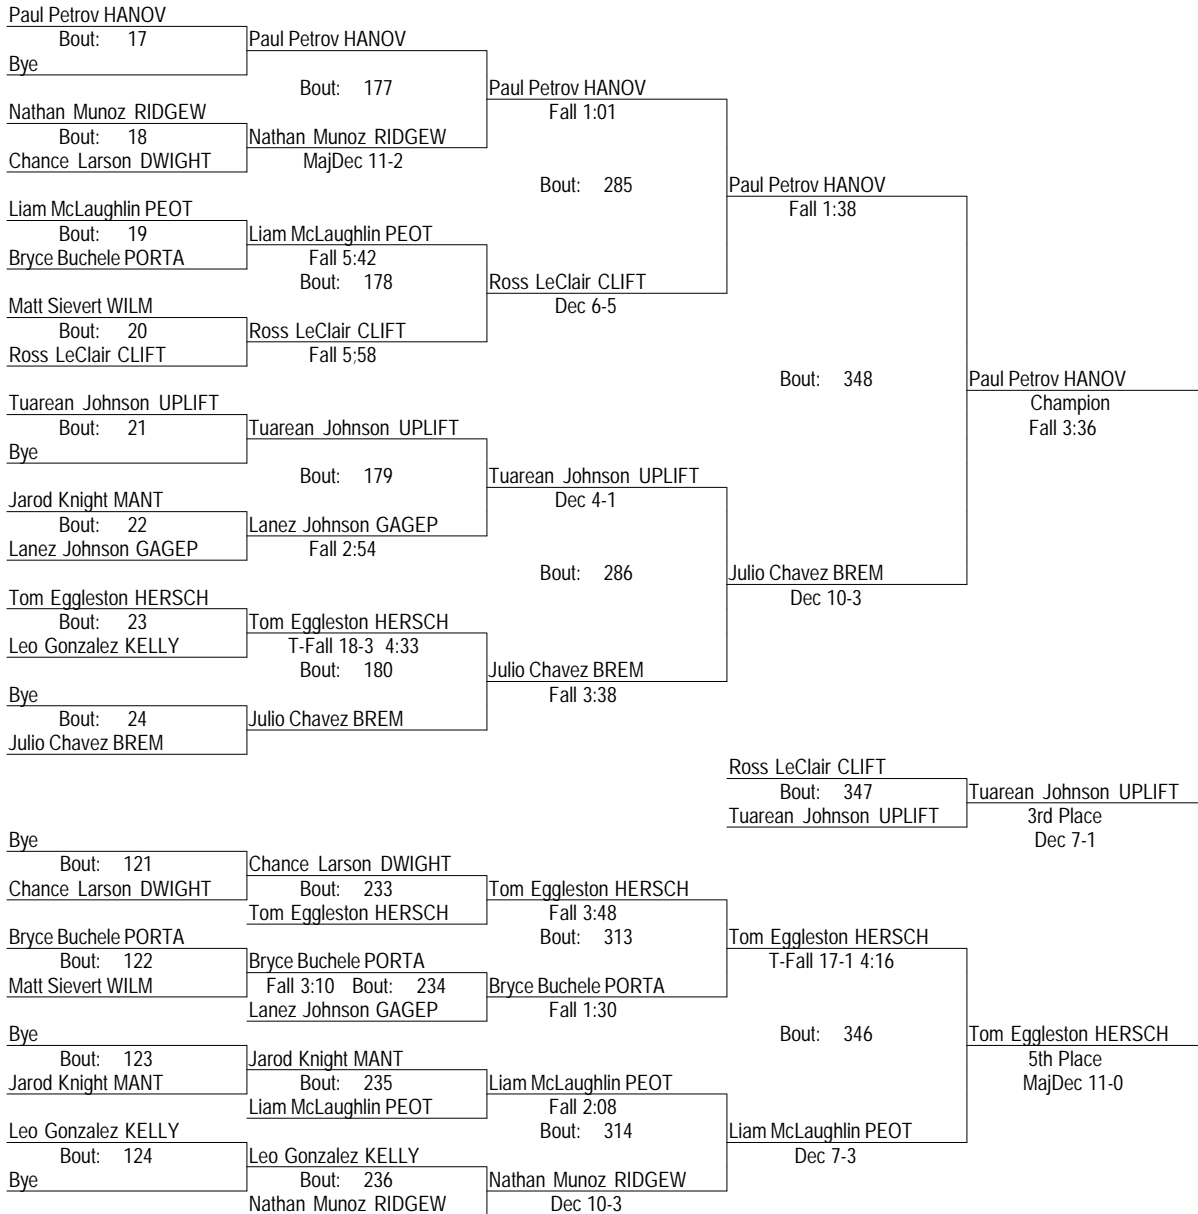 Paul Petrov HANOV
Bout: 17 Paul Petrov HANOV
Bye
Bout: 177 Paul Petrov HANOV
Nathan Munoz RIDGEW Fall 1:01
Bout: 18 Nathan Munoz RIDGEW
Chance Larson DWIGHT MajDec 11-2
Bout: 285 Paul Petrov HANOV
Liam McLaughlin PEOT Fall 1:38
Bout: 19 Liam McLaughlin PEOT
Bryce Buchele PORTA Fall 5:42
Bout: 178 Ross LeClair CLIFT
Matt Sievert WILM Dec 6-5
Bout: 20 Ross LeClair CLIFT
Ross LeClair CLIFT Fall 5;58
Bout: 348 Paul Petrov HANOV
Tuarean Johnson UPLIFT Champion
Bout: 21 Tuarean Johnson UPLIFT Fall 3:36
Bye
Bout: 179 Tuarean Johnson UPLIFT
Jarod Knight MANT Dec 4-1
Bout: 22 Lanez Johnson GAGEP
Lanez Johnson GAGEP Fall 2:54
Bout: 286 Julio Chavez BREM
Tom Eggleston HERSCH Dec 10-3
Bout: 23 Tom Eggleston HERSCH
Leo Gonzalez KELLY T-Fall 18-3 4:33
Bout: 180 Julio Chavez BREM
Bye Fall 3:38
Bout: 24 Julio Chavez BREM
Julio Chavez BREM
Ross LeClair CLIFT
Bout: 347 Tuarean Johnson UPLIFT
Tuarean Johnson UPLIFT 3rd Place
Bye Dec 7-1
Bout: 121 Chance Larson DWIGHT
Chance Larson DWIGHT Bout: 233 Tom Eggleston HERSCH
Tom Eggleston HERSCH Fall 3:48
Bryce Buchele PORTA Bout: 313 Tom Eggleston HERSCH
Bout: 122 Bryce Buchele PORTA T-Fall 17-1 4:16
Matt Sievert WILM Fall 3:10 Bout: 234 Bryce Buchele PORTA
Lanez Johnson GAGEP Fall 1:30
Bye Bout: 346 Tom Eggleston HERSCH
Bout: 123 Jarod Knight MANT 5th Place
Jarod Knight MANT Bout: 235 Liam McLaughlin PEOT MajDec 11-0
Liam McLaughlin PEOT Fall 2:08
Leo Gonzalez KELLY Bout: 314 Liam McLaughlin PEOT
Bout: 124 Leo Gonzalez KELLY Dec 7-3
Bye Bout: 236 Nathan Munoz RIDGEW
Nathan Munoz RIDGEW Dec 10-3